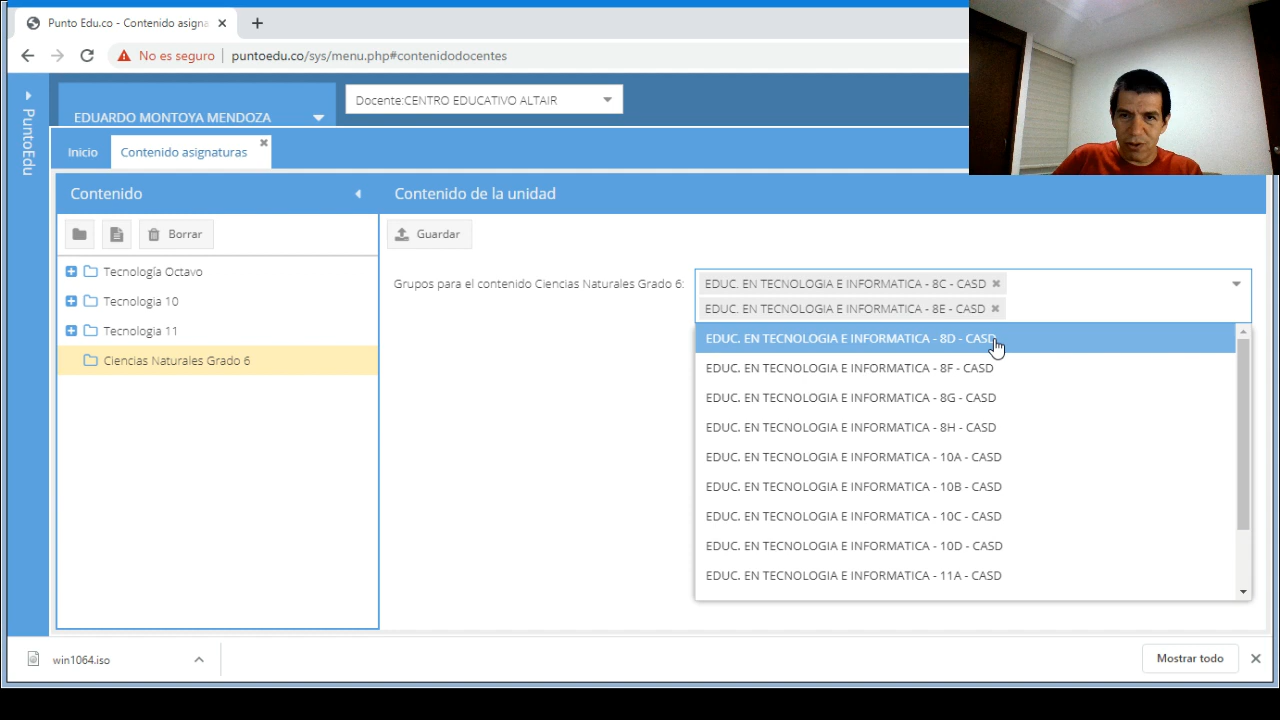 Punto Edu.co - Contenido asigna
No es seguro
puntoedu.co/sys/menu.php#contenidodocentes
PuntoEdu
EDUARDO MONTOYA MENDOZA
Docente:CENTRO EDUCATIVO ALTAIR
Inicio
Contenido asignaturas
Contenido
Contenido de la unidad
Borrar
Guardar
Tecnología Octavo
Tecnologia 10
Tecnologia 11
Ciencias Naturales Grado 6
Grupos para el contenido Ciencias Naturales Grado 6:
EDUC. EN TECNOLOGIA E INFORMATICA - 8C - CASD
EDUC. EN TECNOLOGIA E INFORMATICA - 8E - CASD
EDUC. EN TECNOLOGIA E INFORMATICA - 8D - CASD
EDUC. EN TECNOLOGIA E INFORMATICA - 8F - CASD
EDUC. EN TECNOLOGIA E INFORMATICA - 8G - CASD
EDUC. EN TECNOLOGIA E INFORMATICA - 8H - CASD
EDUC. EN TECNOLOGIA E INFORMATICA - 10A - CASD
EDUC. EN TECNOLOGIA E INFORMATICA - 10B - CASD
EDUC. EN TECNOLOGIA E INFORMATICA - 10C - CASD
EDUC. EN TECNOLOGIA E INFORMATICA - 10D - CASD
EDUC. EN TECNOLOGIA E INFORMATICA - 11A - CASD
win1064.iso
Mostrar todo